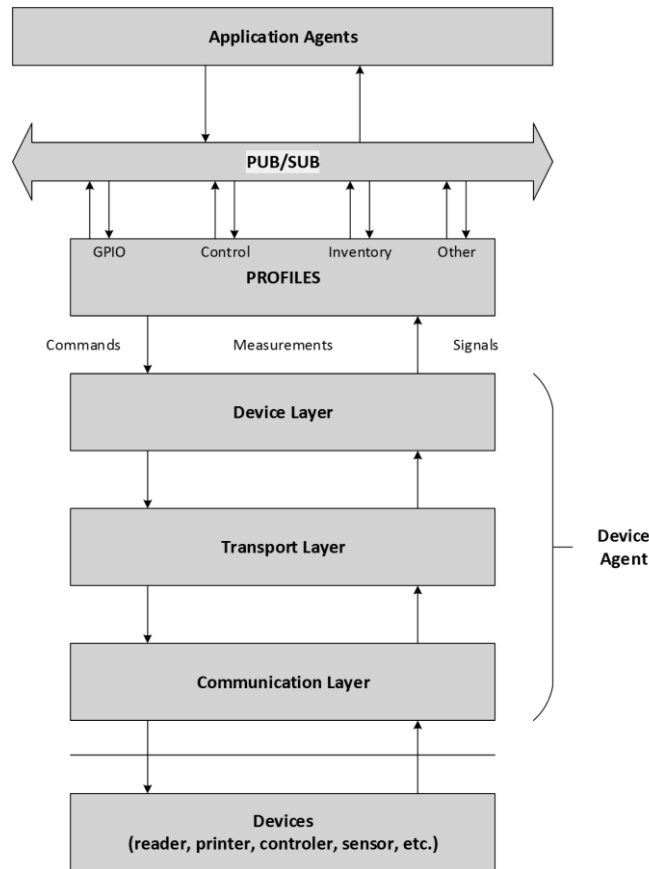 Application Agents
PUB/SUB
GPIO Control Inventory Other
PROFILES
Commands Measurements Signals
Device Layer
Transport Layer
Device
Agent
Communication Layer
Devices
(reader, printer, controler, sensor, etc.)